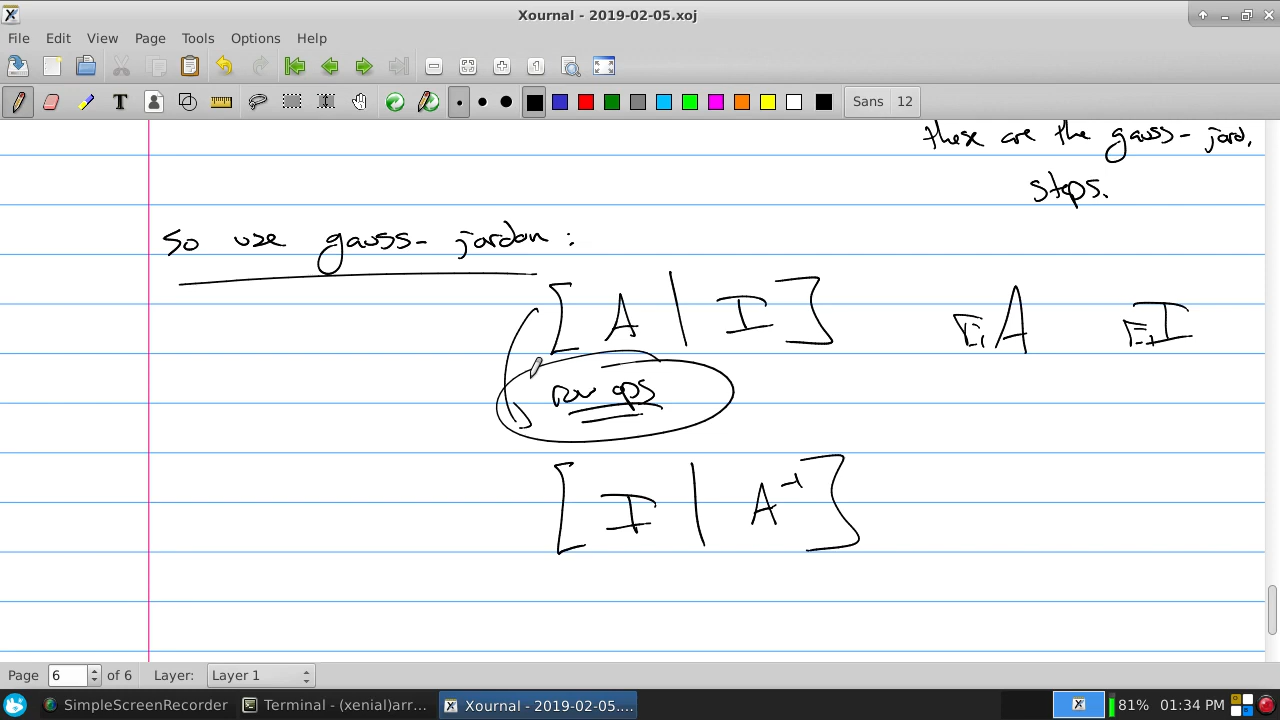 Xournal - 2019-02-05.xoj
File Edit View Page Tools Options Help
Sans 12
these are the gauss- jord.
steps.
So use gauss- jordan :
[ A | I ] E₁A E₁I
row ops
[ I | A⁻¹ ]
Page 6 of 6 Layer: Layer 1
SimpleScreenRecorder Terminal - (xenial)arr... Xournal - 2019-02-05.... 81% 01:34 PM